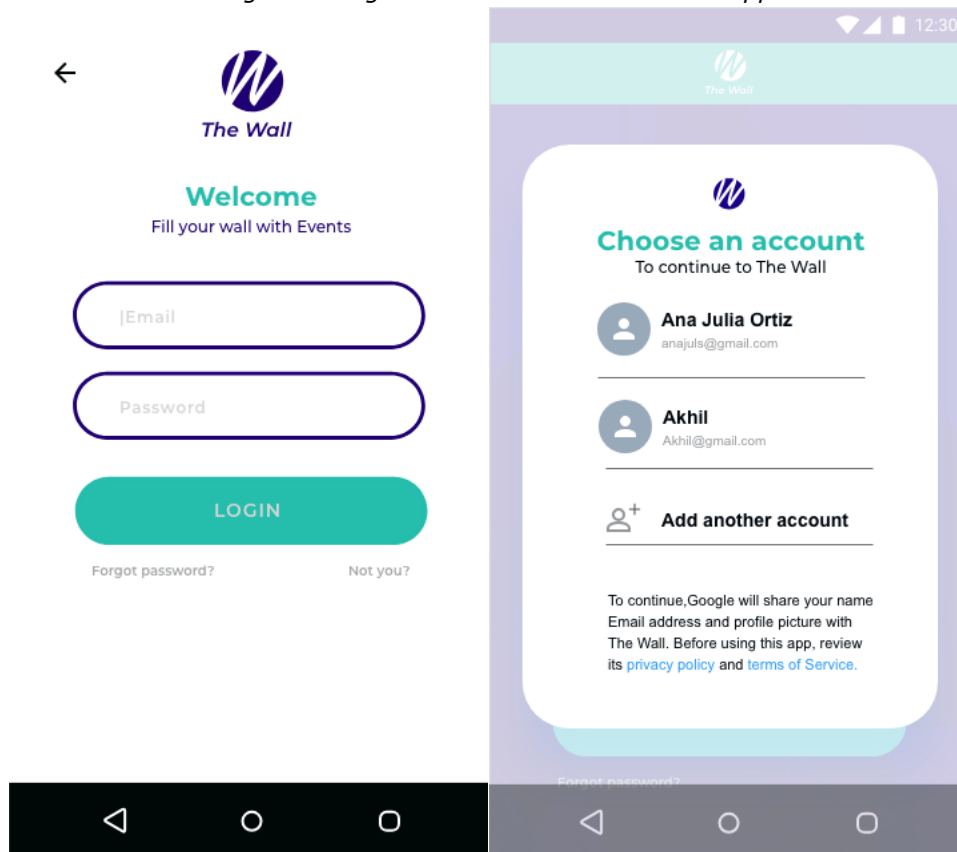 The Wall
Welcome
Fill your wall with Events
|Email
Password
LOGIN
Forgot password?
Not you?
12:30
The Wall
Choose an account
To continue to The Wall
Ana Julia Ortiz
anajuls@gmail.com
Akhil
Akhil@gmail.com
Add another account
To continue,Google will share your name
Email address and profile picture with
The Wall. Before using this app, review
its privacy policy and terms of Service.
Forgot password?